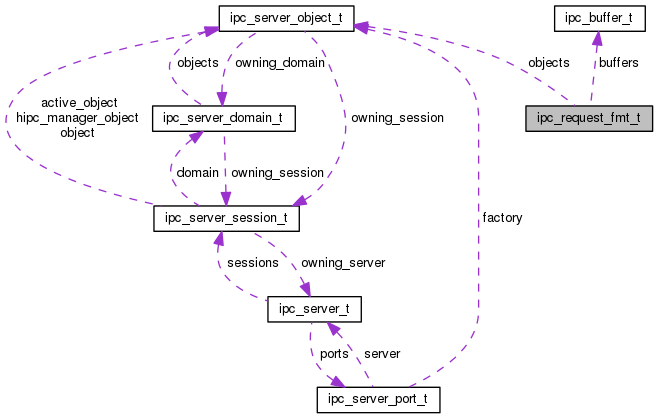 ipc_server_object_t
ipc_buffer_t
objects
owning_domain
objects
buffers
active_object
hipc_manager_object
object
ipc_server_domain_t
owning_session
ipc_request_fmt_t
domain
owning_session
ipc_server_session_t
factory
sessions
owning_server
ipc_server_t
ports
server
ipc_server_port_t